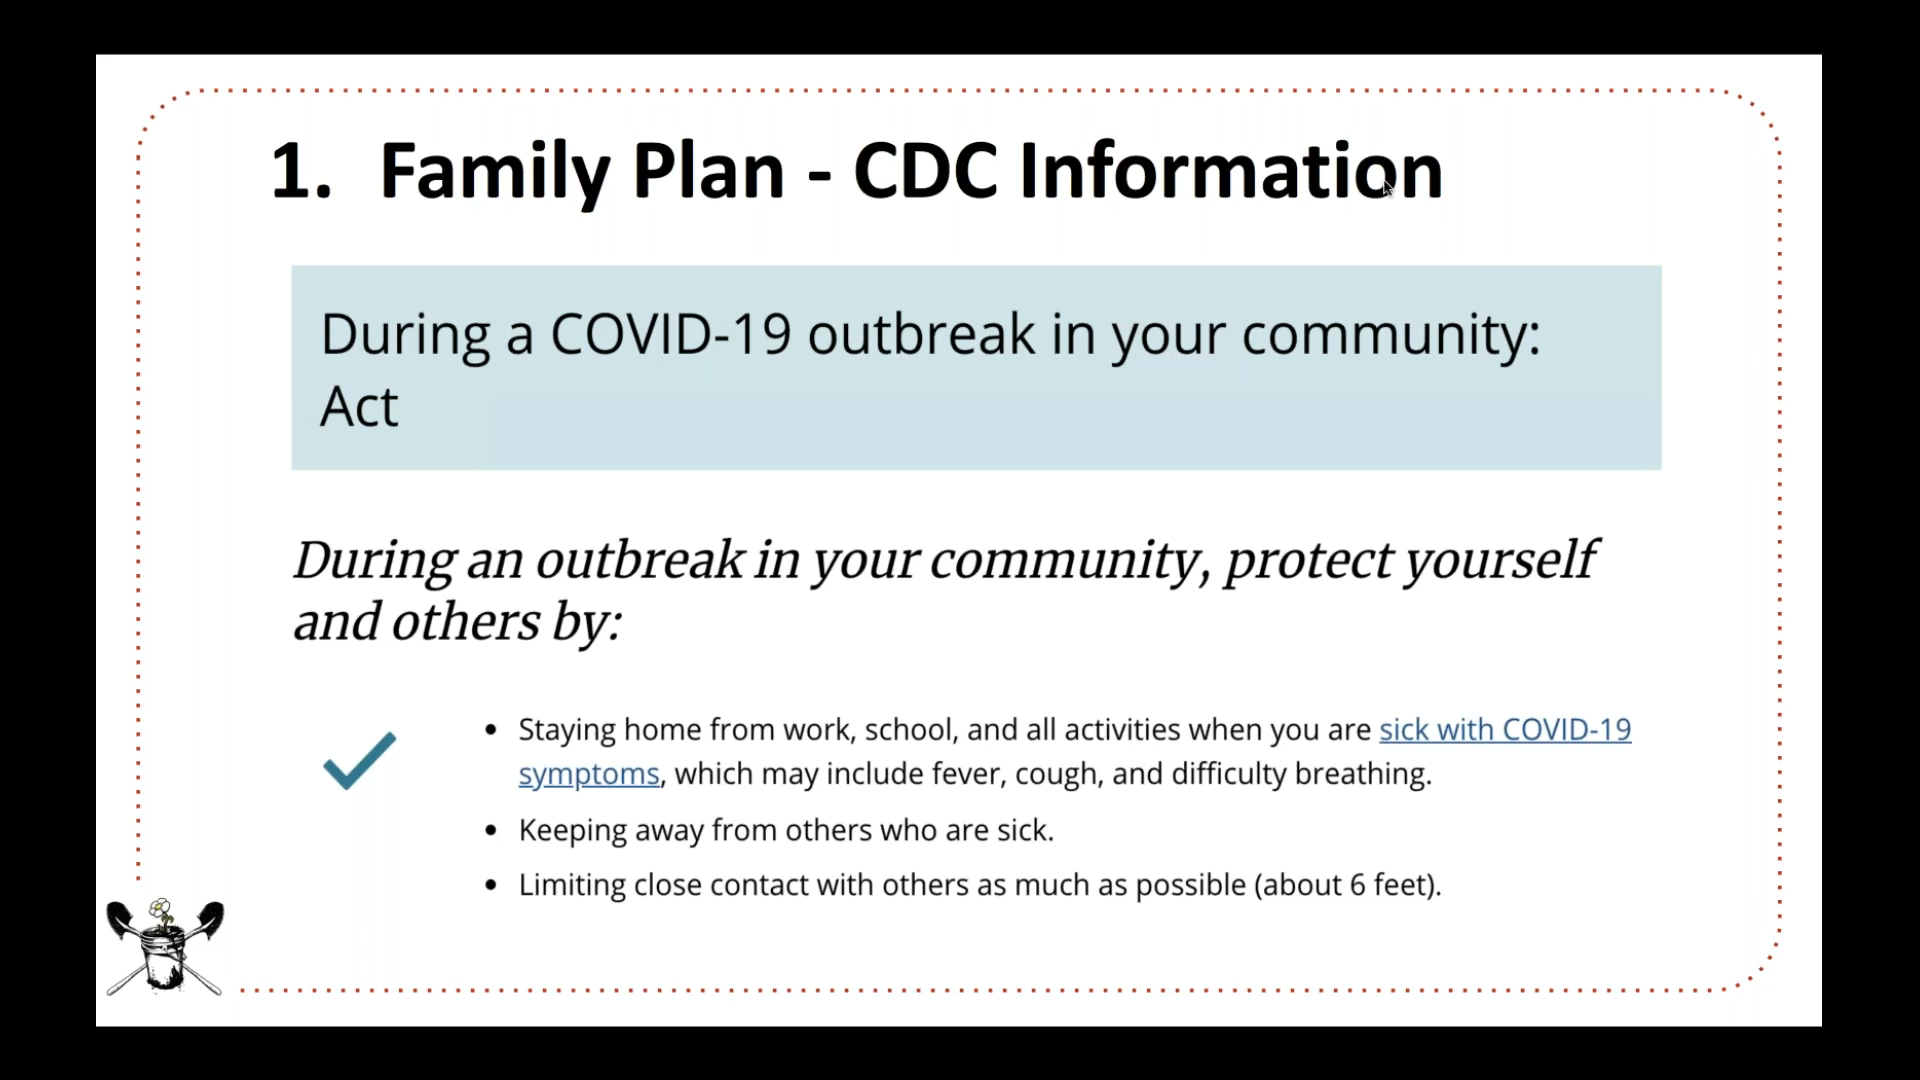 1. Family Plan - CDC Information
During a COVID-19 outbreak in your community:
Act
During an outbreak in your community, protect yourself
and others by:
• Staying home from work, school, and all activities when you are sick with COVID-19
symptoms, which may include fever, cough, and difficulty breathing.
• Keeping away from others who are sick.
• Limiting close contact with others as much as possible (about 6 feet).